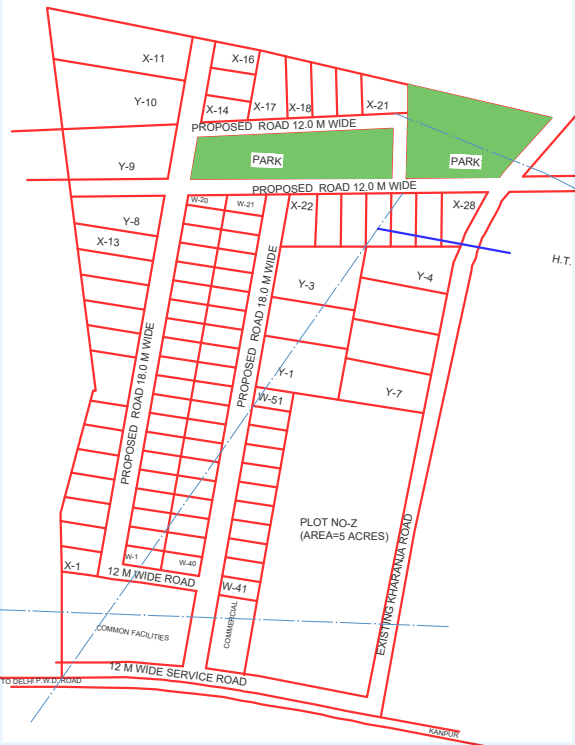 X-11
X-16
Y-10
X-14
X-17
X-18
X-21
PROPOSED ROAD 12.0 M WIDE
PARK
PARK
Y-9
PROPOSED ROAD 12.0 M WIDE
W-20
W-21
X-22
X-28
Y-8
X-13
H.T.
Y-3
Y-4
PROPOSED ROAD 18.0 M WIDE
PROPOSED ROAD 18.0 M WIDE
Y-1
Y-7
W-51
PLOT NO-Z
(AREA=5 ACRES)
EXISTING KHARANJA ROAD
W-1
W-40
X-1
12 M WIDE ROAD
W-41
COMMERCIAL
COMMON FACILITIES
12 M WIDE SERVICE ROAD
TO DELHI P.W.D. ROAD
KANPUR